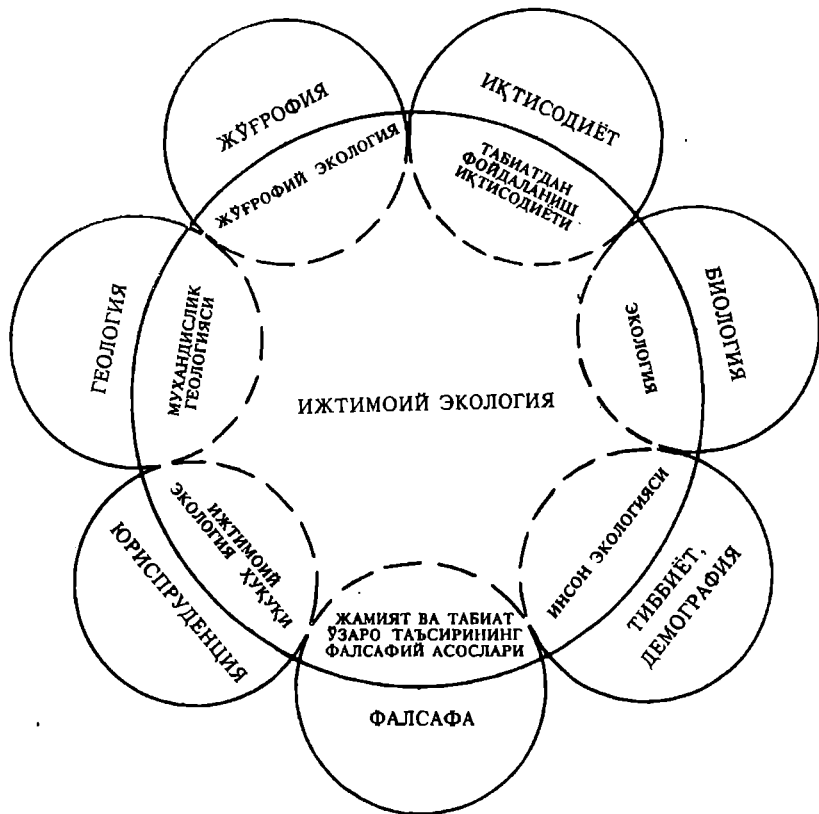 ЖЎҒРОФИЯ
ЖЎҒРОФИЙ ЭКОЛОГИЯ
ИҚТИСОДИЁТ
ТАБИАТДАН
ФОЙДАЛАНИШ
ИҚТИСОДИЁТИ
БИОЛОГИЯ
ЭКОЛОГИЯ
ГЕОЛОГИЯ
МУХАНДИСЛИК
ГЕОЛОГИЯСИ
ИЖТИМОИЙ ЭКОЛОГИЯ
ЮРИСПРУДЕНЦИЯ
ИЖТИМОИЙ
ЭКОЛОГИЯ ҲУҚУҚИ
ЖАМИЯТ ВА ТАБИАТ
ЎЗАРО ТАЪСИРИНИНГ
ФАЛСАФИЙ АСОСЛАРИ
ФАЛСАФА
ИНСОН ЭКОЛОГИЯСИ
ТИББИЁТ,
ДЕМОГРАФИЯ